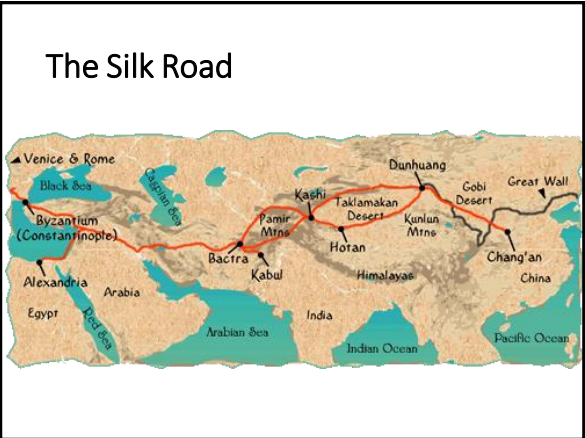 The Silk Road
Venice & Rome
Black Sea
Caspian Sea
Byzantium
(Constantinople)
Alexandria
Egypt
Red Sea
Arabia
Arabian Sea
Bactra
Kabul
Pamir
Mtns
Kashi
Taklamakan
Desert
Hotan
Kunlun
Mtns
Dunhuang
Gobi
Desert
Great Wall
Chang'an
China
Himalayas
India
Indian Ocean
Pacific Ocean